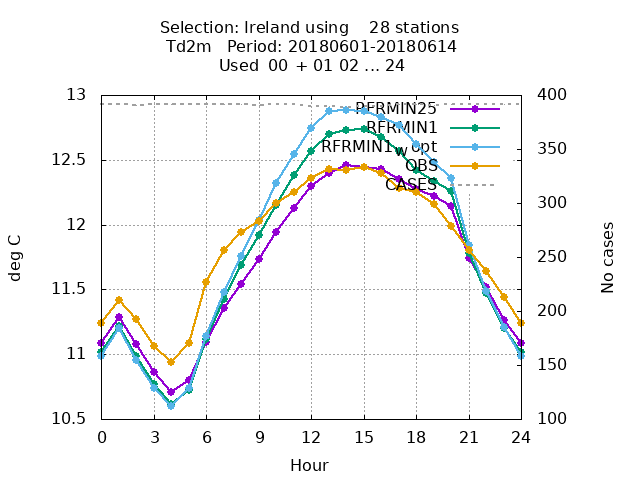 Selection: Ireland using    28 stations
Td2m   Period: 20180601-20180614
Used  00 + 01 02 ... 24
13
12.5
12
11.5
11
10.5
400
350
300
250
200
150
100
0 3 6 9 12 15 18 21 24
deg C
No cases
Hour
RFRMIN25
RFRMIN1
RFRMIN1wopt
OBS
CASES